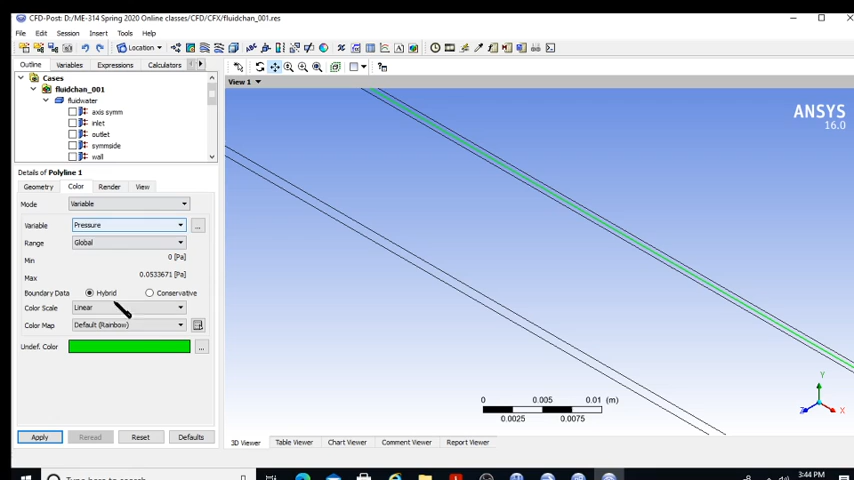 CFD-Post: D:/ME-314 Spring 2020 Online classes/CFD/CFX/fluidchan_001.res
File Edit Session Insert Tools Help
Location
Outline Variables Expressions Calculators
View 1
Cases
fluidchan_001
fluidwater
axis symm
inlet
outlet
symmside
wall
ANSYS
16.0
Details of Polyline 1
Geometry Color Render View
Mode Variable
Variable Pressure ...
Range Global
Min 0 [Pa]
Max 0.0533671 [Pa]
Boundary Data Hybrid Conservative
Color Scale Linear
Color Map Default (Rainbow)
Undef. Color ...
0 0.005 0.01 (m)
0.0025 0.0075
Y
Z X
Apply Reread Reset Defaults
3D Viewer Table Viewer Chart Viewer Comment Viewer Report Viewer
Type here to search
3:44 PM